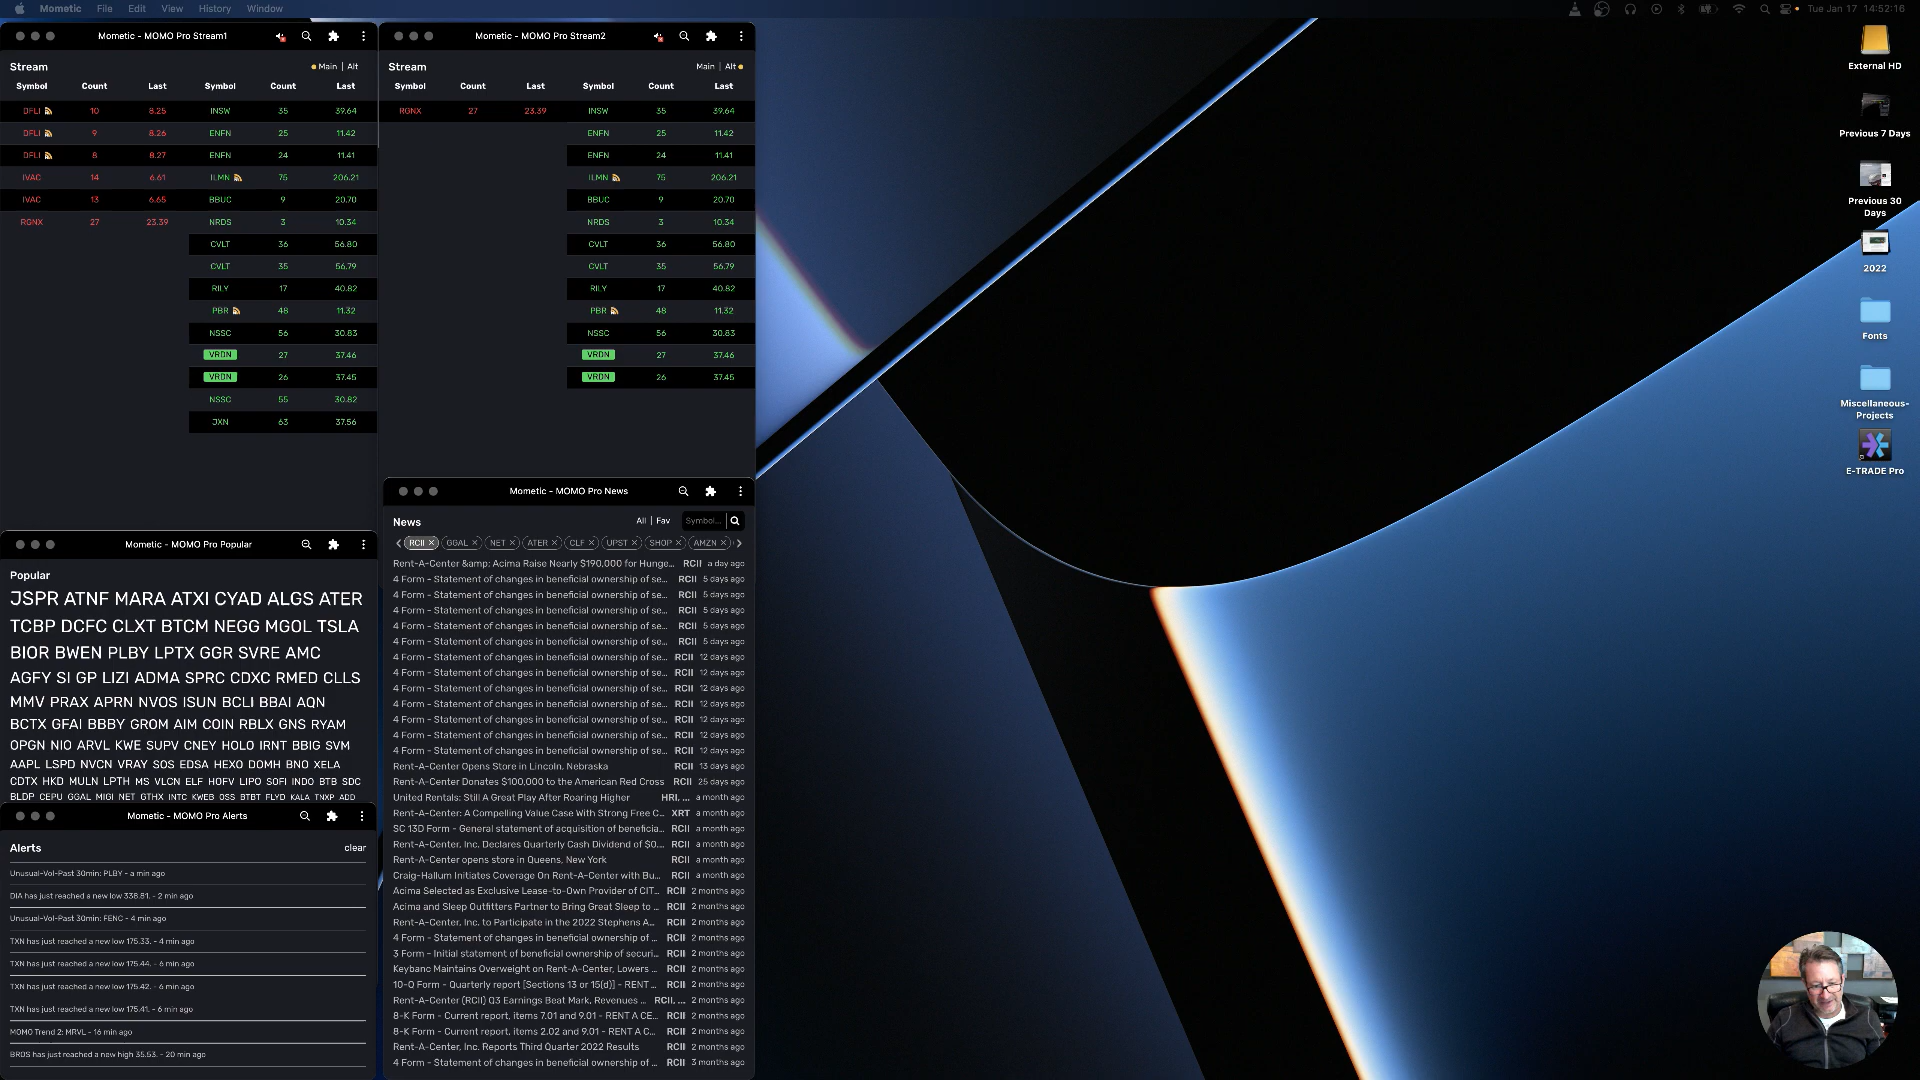 Mometic File Edit View History Window Tue Jan 17 14:52:16
Mometic - MOMO Pro Stream1
Stream Main | Alt
Symbol Count Last Symbol Count Last
DFLI 10 8.25 INSW 35 39.64
DFLI 9 8.26 ENFN 25 11.42
DFLI 8 8.27 ENFN 24 11.41
IVAC 14 6.61 ILMN 75 206.21
IVAC 13 6.65 BBUC 9 20.70
RGNX 27 23.39 NRDS 3 10.34
CVLT 36 56.80
CVLT 35 56.79
RILY 17 40.82
PBR 48 11.32
NSSC 56 30.83
VRDN 27 37.46
VRDN 26 37.45
NSSC 55 30.82
JXN 63 37.56
Mometic - MOMO Pro Stream2
Stream Main | Alt
Symbol Count Last Symbol Count Last
RGNX 27 23.39 INSW 35 39.64
ENFN 25 11.42
ENFN 24 11.41
ILMN 75 206.21
BBUC 9 20.70
NRDS 3 10.34
CVLT 36 56.80
CVLT 35 56.79
RILY 17 40.82
PBR 48 11.32
NSSC 56 30.83
VRDN 27 37.46
VRDN 26 37.45
Mometic - MOMO Pro Popular
Popular
JSPR ATNF MARA ATXI CYAD ALGS ATER
TCBP DCFC CLXT BTCM NEGG MGOL TSLA
BIOR BWEN PLBY LPTX GGR SVRE AMC
AGFY SI GP LIZI ADMA SPRC CDXC RMED CLLS
MMV PRAX APRN NVOS ISUN BCLI BBAI AQN
BCTX GFAI BBBY GROM AIM COIN RBLX GNS RYAM
OPGN NIO ARVL KWE SUPV CNEY HOLO IRNT BBIG SVM
AAPL LSPD NVCN VRAY SOS EDSA HEXO DOMH BNO XELA
CDTX HKD MULN LPTH MS VLCN ELF HOFV LIPO SOFI INDO BTB SDC
BLDP CEPU GGAL MIGI NET GTHX INTC KWEB OSS BTBT FLYD KALA TNXP ADD
Mometic - MOMO Pro Alerts
Alerts clear
Unusual-Vol-Past 30min: PLBY - a min ago
DIA has just reached a new low 338.81. - 2 min ago
Unusual-Vol-Past 30min: FENC - 4 min ago
TXN has just reached a new low 175.33. - 4 min ago
TXN has just reached a new low 175.44. - 6 min ago
TXN has just reached a new low 175.42. - 6 min ago
TXN has just reached a new low 175.41. - 6 min ago
MOMO Trend 2: MRVL - 16 min ago
BROS has just reached a new high 35.53. - 20 min ago
Mometic - MOMO Pro News
News All | Fav Symbol...
RCII GGAL NET ATER CLF UPST SHOP AMZN
Rent-A-Center &amp; Acima Raise Nearly $190,000 for Hunge... RCII a day ago
4 Form - Statement of changes in beneficial ownership of se... RCII 5 days ago
4 Form - Statement of changes in beneficial ownership of se... RCII 5 days ago
4 Form - Statement of changes in beneficial ownership of se... RCII 5 days ago
4 Form - Statement of changes in beneficial ownership of se... RCII 5 days ago
4 Form - Statement of changes in beneficial ownership of se... RCII 5 days ago
4 Form - Statement of changes in beneficial ownership of se... RCII 12 days ago
4 Form - Statement of changes in beneficial ownership of se... RCII 12 days ago
4 Form - Statement of changes in beneficial ownership of se... RCII 12 days ago
4 Form - Statement of changes in beneficial ownership of se... RCII 12 days ago
4 Form - Statement of changes in beneficial ownership of se... RCII 12 days ago
4 Form - Statement of changes in beneficial ownership of se... RCII 12 days ago
4 Form - Statement of changes in beneficial ownership of se... RCII 12 days ago
Rent-A-Center Opens Store in Lincoln, Nebraska RCII 13 days ago
Rent-A-Center Donates $100,000 to the American Red Cross RCII 25 days ago
United Rentals: Still A Great Play After Roaring Higher HRI, ... a month ago
Rent-A-Center: A Compelling Value Case With Strong Free C... XRT a month ago
SC 13D Form - General statement of acquisition of beneficia... RCII a month ago
Rent-A-Center, Inc. Declares Quarterly Cash Dividend of $0.... RCII a month ago
Rent-A-Center opens store in Queens, New York RCII a month ago
Craig-Hallum Initiates Coverage On Rent-A-Center with Bu... RCII a month ago
Acima Selected as Exclusive Lease-to-Own Provider of CIT... RCII 2 months ago
Acima and Sleep Outfitters Partner to Bring Great Sleep to ... RCII 2 months ago
Rent-A-Center, Inc. to Participate in the 2022 Stephens A... RCII 2 months ago
4 Form - Statement of changes in beneficial ownership of ... RCII 2 months ago
3 Form - Initial statement of beneficial ownership of securi... RCII 2 months ago
Keybanc Maintains Overweight on Rent-A-Center, Lowers ... RCII 2 months ago
10-Q Form - Quarterly report [Sections 13 or 15(d)] - RENT ... RCII 2 months ago
Rent-A-Center (RCII) Q3 Earnings Beat Mark, Revenues ... RCII, ... 2 months ago
8-K Form - Current report, items 7.01 and 9.01 - RENT A CE... RCII 2 months ago
8-K Form - Current report, items 2.02 and 9.01 - RENT A C... RCII 2 months ago
Rent-A-Center, Inc. Reports Third Quarter 2022 Results RCII 2 months ago
4 Form - Statement of changes in beneficial ownership of ... RCII 3 months ago
External HD
Previous 7 Days
Previous 30
Days
2022
Fonts
Miscellaneous-
Projects
E-TRADE Pro